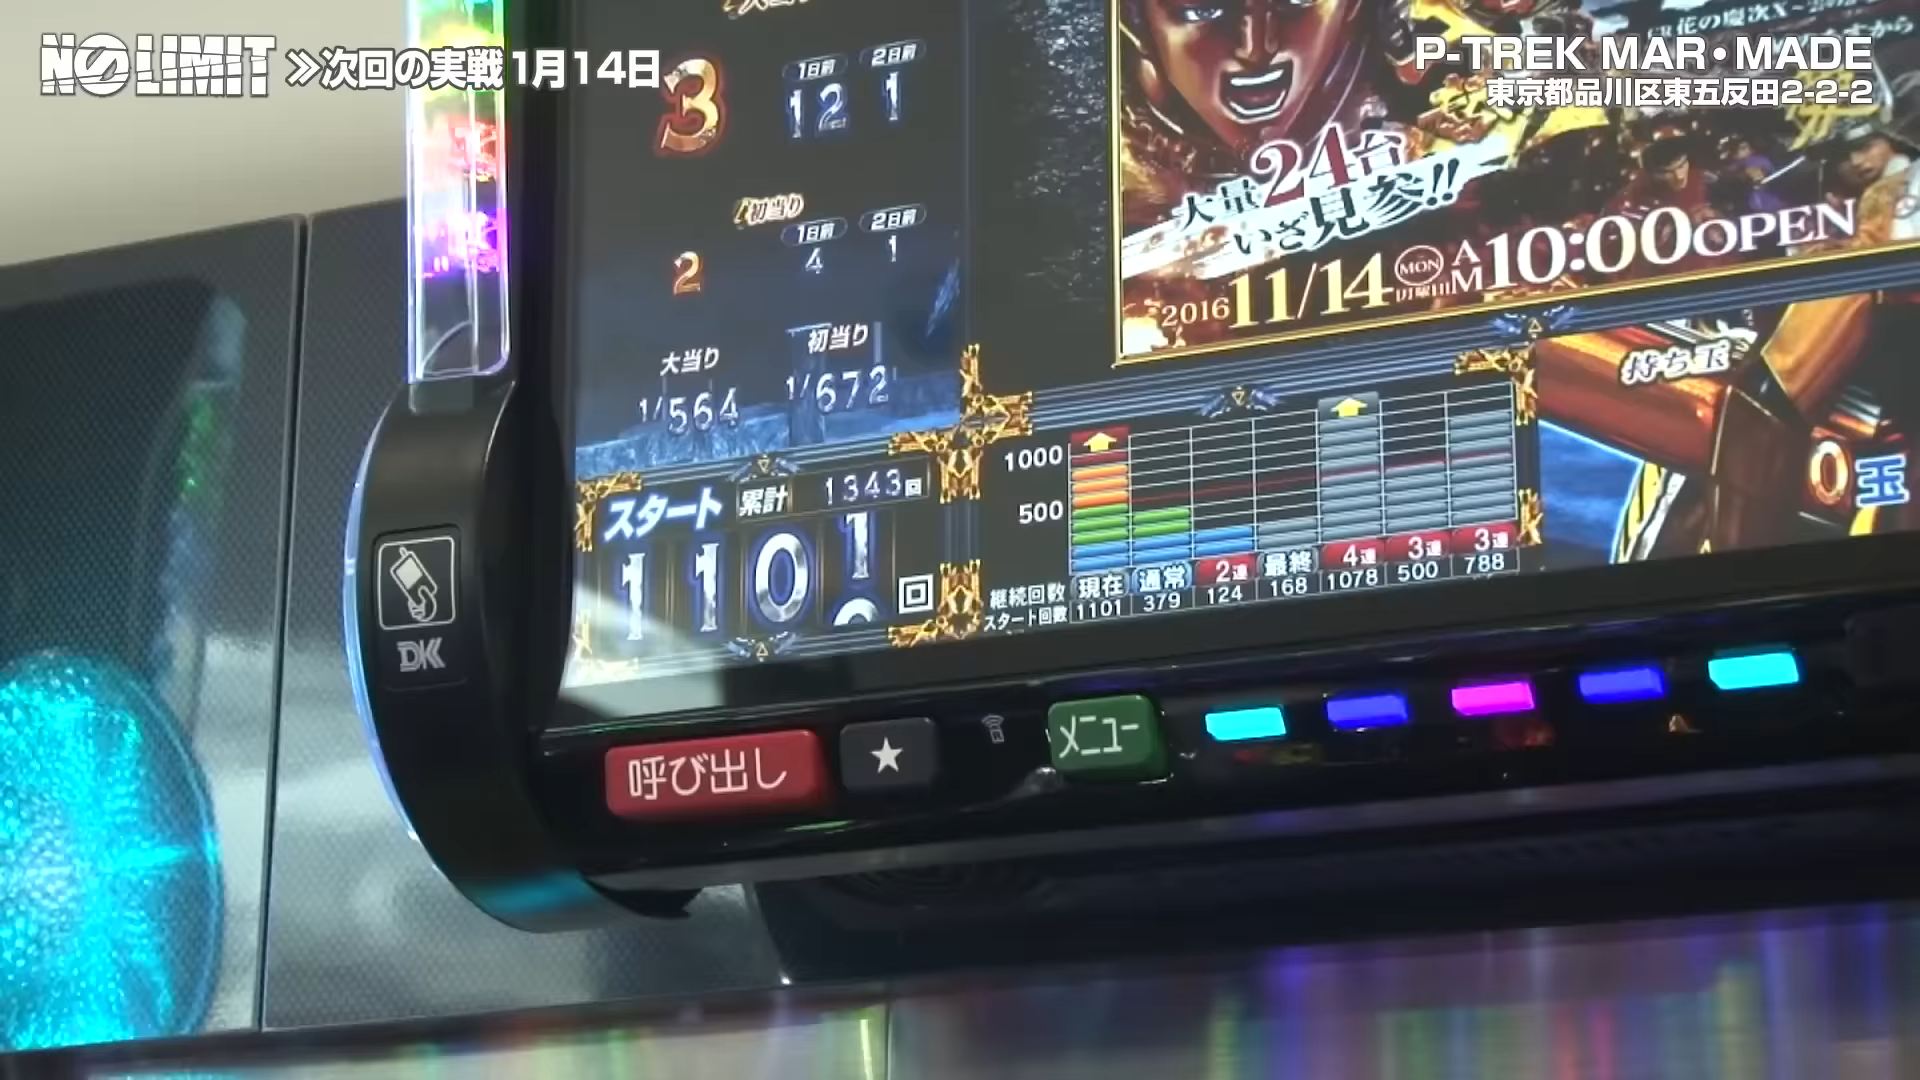 NO LIMIT ≫次回の実戦 1月14日
P-TREK MAR・MADE
東京都品川区東五反田2-2-2
1日前 2日前
3 12 1
初当り
1日前 2日前
2 4 1
大当り 初当り
1/564 1/672
スタート 累計 1343回
1101 回
大量24台
いざ見参!!
2016 11/14 MON AM10:00 OPEN
持ち玉
0玉
1000
500
継続回数 現在 通常 2連 最終 4連 3連 3連
スタート回数 1101 379 124 168 1078 500 788
DK
呼び出し ★ メニュー